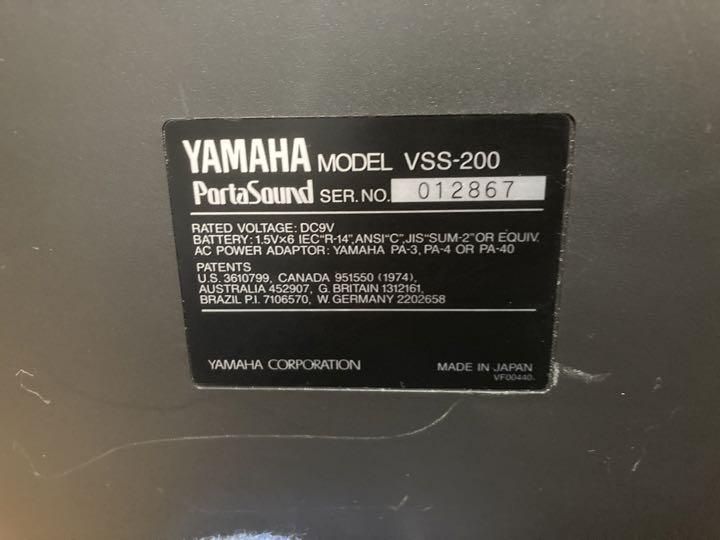 YAMAHA MODEL VSS-200
PortaSound SER. NO. 012867
RATED VOLTAGE: DC9V
BATTERY: 1.5V×6 IEC"R-14", ANSI"C", JIS"SUM-2" OR EQUIV.
AC POWER ADAPTOR: YAMAHA PA-3, PA-4 OR PA-40
PATENTS
U.S. 3610799, CANADA 951550 (1974),
AUSTRALIA 452907, G. BRITAIN 1312161,
BRAZIL P.I. 7106570, W. GERMANY 2202658
YAMAHA CORPORATION MADE IN JAPAN
VF00440